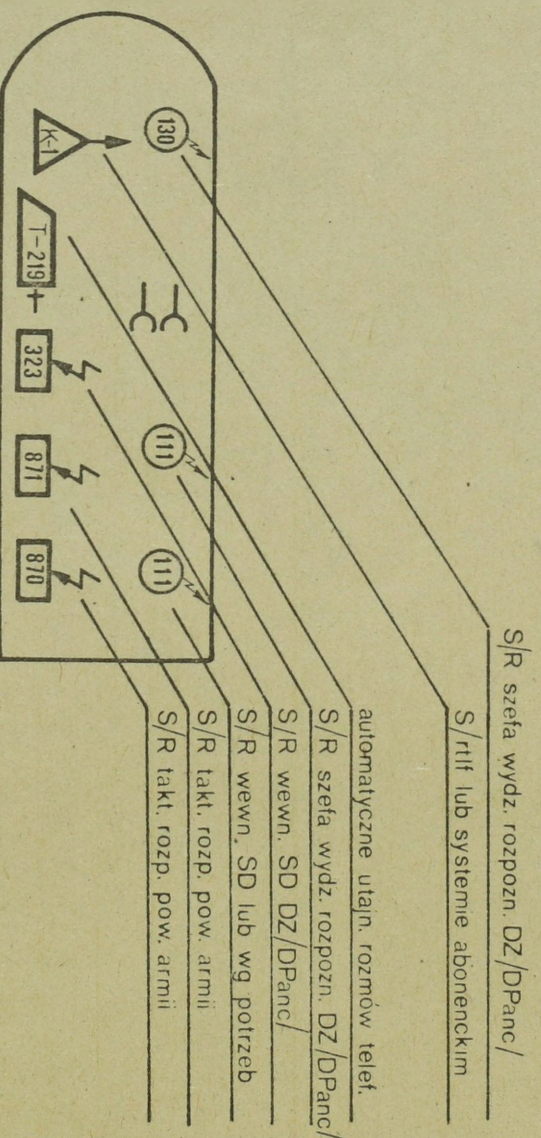 130
K-1
T-219
+
323
871
870
111
111
S/R szefa wydz. rozpozn. DZ/DPanc/
S/rtlf lub systemie abonenckim
automatyczne utajn. rozmów telef.
S/R szefa wydz. rozpozn. DZ/DPanc/
S/R wewn. SD DZ/DPanc/
S/R wewn. SD lub wg potrzeb
S/R takt. rozp. pow. armii
S/R takt. rozp. pow. armii